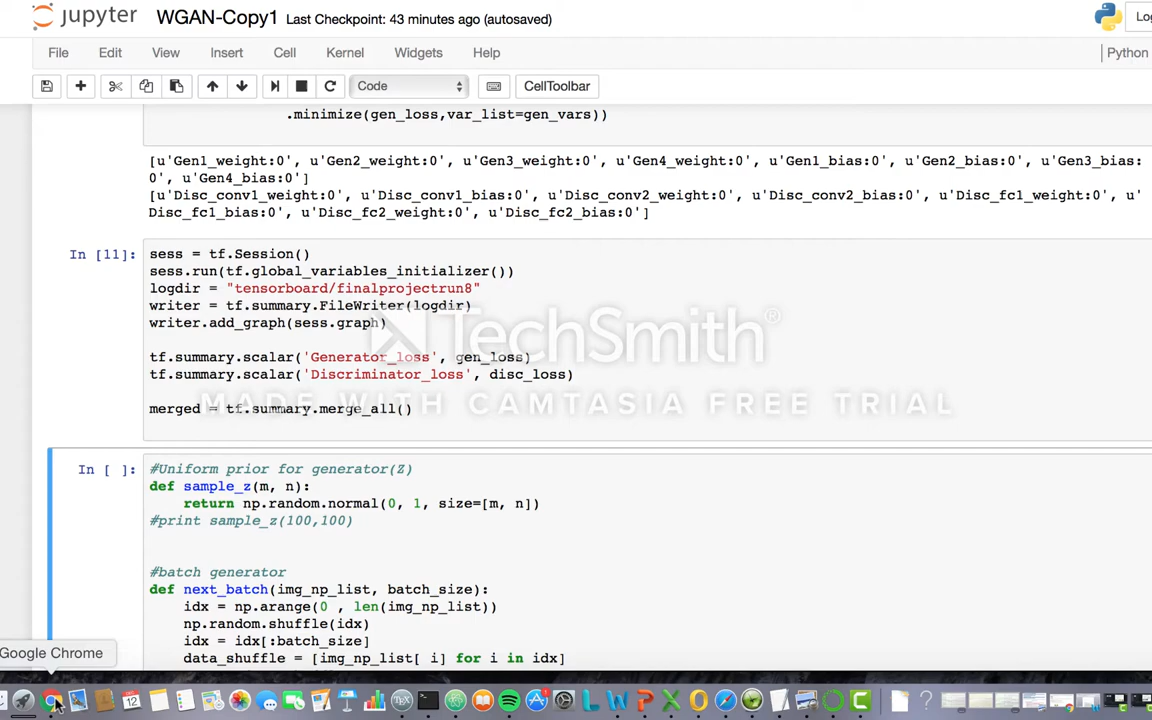 jupyter WGAN-Copy1 Last Checkpoint: 43 minutes ago (autosaved)
File Edit View Insert Cell Kernel Widgets Help Python
Code CellToolbar
.minimize(gen_loss,var_list=gen_vars))
[u'Gen1_weight:0', u'Gen2_weight:0', u'Gen3_weight:0', u'Gen4_weight:0', u'Gen1_bias:0', u'Gen2_bias:0', u'Gen3_bias:
0', u'Gen4_bias:0']
[u'Disc_conv1_weight:0', u'Disc_conv1_bias:0', u'Disc_conv2_weight:0', u'Disc_conv2_bias:0', u'Disc_fc1_weight:0', u'
Disc_fc1_bias:0', u'Disc_fc2_weight:0', u'Disc_fc2_bias:0']
In [11]: sess = tf.Session()
sess.run(tf.global_variables_initializer())
logdir = "tensorboard/finalprojectrun8"
writer = tf.summary.FileWriter(logdir)
writer.add_graph(sess.graph)
TechSmith®
tf.summary.scalar('Generator_loss', gen_loss)
tf.summary.scalar('Discriminator_loss', disc_loss)
MADE WITH CAMTASIA FREE TRIAL
merged = tf.summary.merge_all()
In [ ]: #Uniform prior for generator(Z)
def sample_z(m, n):
return np.random.normal(0, 1, size=[m, n])
#print sample_z(100,100)
#batch generator
def next_batch(img_np_list, batch_size):
idx = np.arange(0 , len(img_np_list))
np.random.shuffle(idx)
idx = idx[:batch_size]
data_shuffle = [img_np_list[ i] for i in idx]
Google Chrome